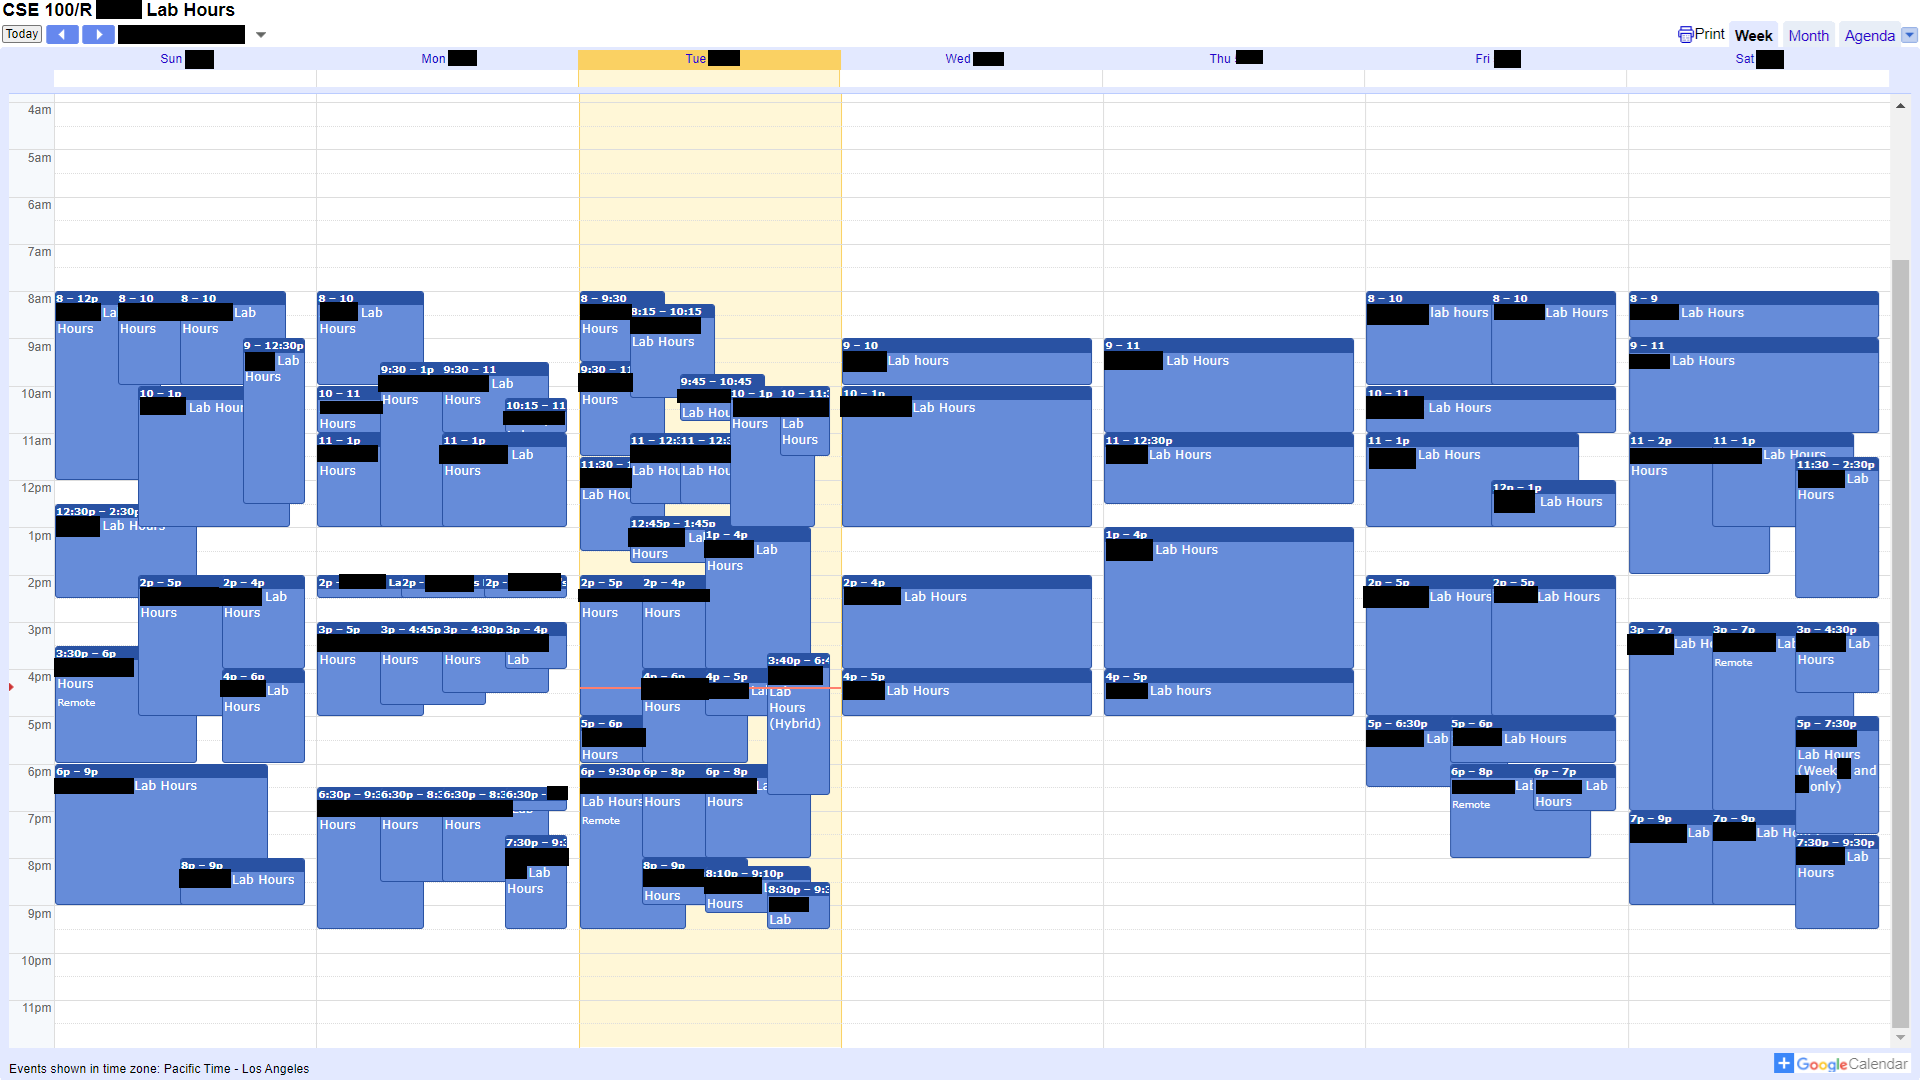 CSE 100/R Lab Hours
Today
Print Week Month Agenda
Sun Mon Tue Wed Thu Fri Sat
4am
5am
6am
7am
8am
9am
10am
11am
12pm
1pm
2pm
3pm
4pm
5pm
6pm
7pm
8pm
9pm
10pm
11pm
8 – 12p
Hours
8 – 10
Hours
8 – 10
Lab
Hours
9 – 12:30p
Lab
Hours
10 – 1p
Lab Hour
12:30p – 2:30p
Lab Hours
2p – 5p
Hours
2p – 4p
Lab
Hours
3:30p – 6p
Hours
Remote
4p – 6p
Lab
Hours
6p – 9p
Lab Hours
8p – 9p
Lab Hours
8 – 10
Lab
Hours
9:30 – 1p
Hours
9:30 – 11
Lab
Hours
10 – 11
Hours
10:15 – 11
11 – 1p
Hours
11 – 1p
Lab
Hours
2p -
La
2p -
2p -
3p – 5p
Hours
3p – 4:45p
Hours
3p – 4:30p
Hours
3p – 4p
Lab
6:30p – 9:3
Hours
6:30p – 8:3
Hours
6:30p – 8:3
Hours
6:30p –
7:30p – 9:3
Lab
Hours
8 – 9:30
Hours
8:15 – 10:15
Lab Hours
9:30 – 11
Hours
9:45 – 10:45
Lab Hou
10 – 1p
Hours
10 – 11:
Lab
Hours
11 – 12:3
Lab Hou
11 – 12:3
Lab Hou
11:30 – 1
Lab Hou
12:45p – 1:45p
La
Hours
1p – 4p
Lab
Hours
2p – 5p
Hours
2p – 4p
Hours
3:40p – 6:4
Lab
Hours
(Hybrid)
4p – 6p
Hours
4p – 5p
La
5p – 6p
Hours
6p – 9:30p
Lab Hours
Remote
6p – 8p
Hours
6p – 8p
La
Hours
8p – 9p
Hours
8:10p – 9:10p
Hours
8:30p – 9:3
Lab
9 – 10
Lab hours
10 – 1p
Lab Hours
2p – 4p
Lab Hours
4p – 5p
Lab Hours
9 – 11
Lab Hours
11 – 12:30p
Lab Hours
1p – 4p
Lab Hours
4p – 5p
Lab hours
8 – 10
lab hours
8 – 10
Lab Hours
10 – 11
Lab Hours
11 – 1p
Lab Hours
12p – 1p
Lab Hours
2p – 5p
Lab Hours
2p – 5p
Lab Hours
5p – 6:30p
Lab
5p – 6p
Lab Hours
6p – 8p
Lab
Remote
6p – 7p
Lab
Hours
8 – 9
Lab Hours
9 – 11
Lab Hours
11 – 2p
Hours
11 – 1p
Lab Hours
11:30 – 2:30p
Lab
Hours
3p – 7p
Lab H
3p – 7p
Lab
Remote
3p – 4:30p
Lab
Hours
5p – 7:30p
Lab Hours
(Week and
only)
7p – 9p
Lab
7p – 9p
Lab H
7:30p – 9:30p
Lab
Hours
Events shown in time zone: Pacific Time - Los Angeles
+ Google Calendar